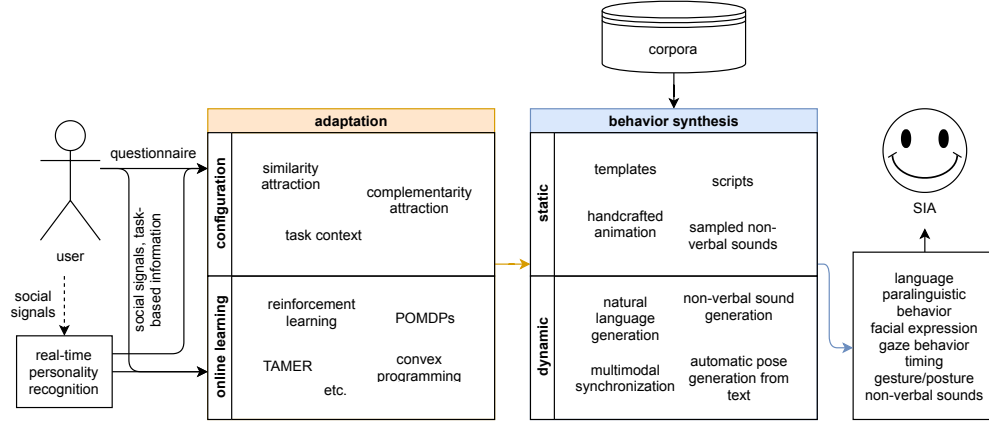 corpora
adaptation
behavior synthesis
questionnaire
user
social
signals
real-time
personality
recognition
social signals, task-
based information
configuration
similarity
attraction
complementarity
attraction
task context
online learning
reinforcement
learning
POMDPs
TAMER
convex
programming
etc.
static
templates
scripts
handcrafted
animation
sampled non-
verbal sounds
dynamic
natural
language
generation
non-verbal sound
generation
multimodal
synchronization
automatic pose
generation from
text
SIA
language
paralinguistic
behavior
facial expression
gaze behavior
timing
gesture/posture
non-verbal sounds